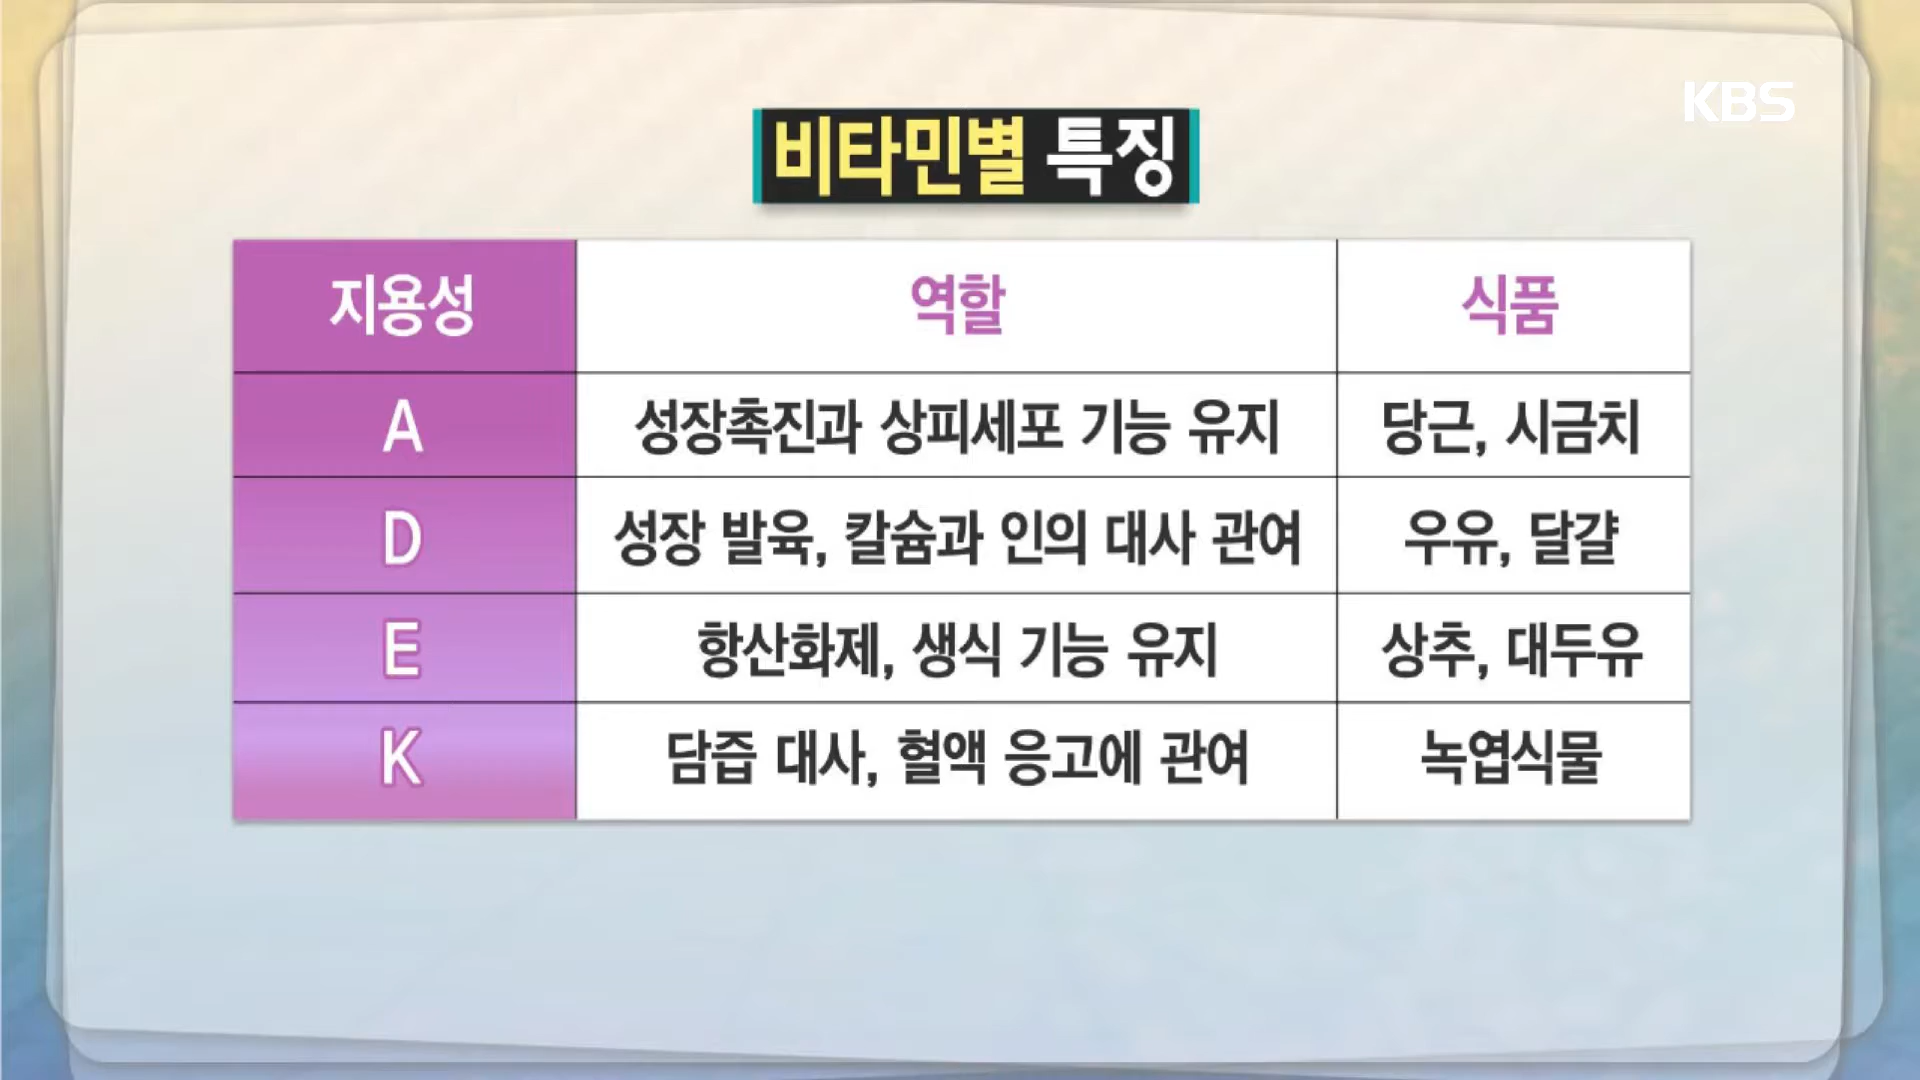 KBS
비타민별 특징
지용성 역할 식품
A 성장촉진과 상피세포 기능 유지 당근, 시금치
D 성장 발육, 칼슘과 인의 대사 관여 우유, 달걀
E 항산화제, 생식 기능 유지 상추, 대두유
K 담즙 대사, 혈액 응고에 관여 녹엽식물